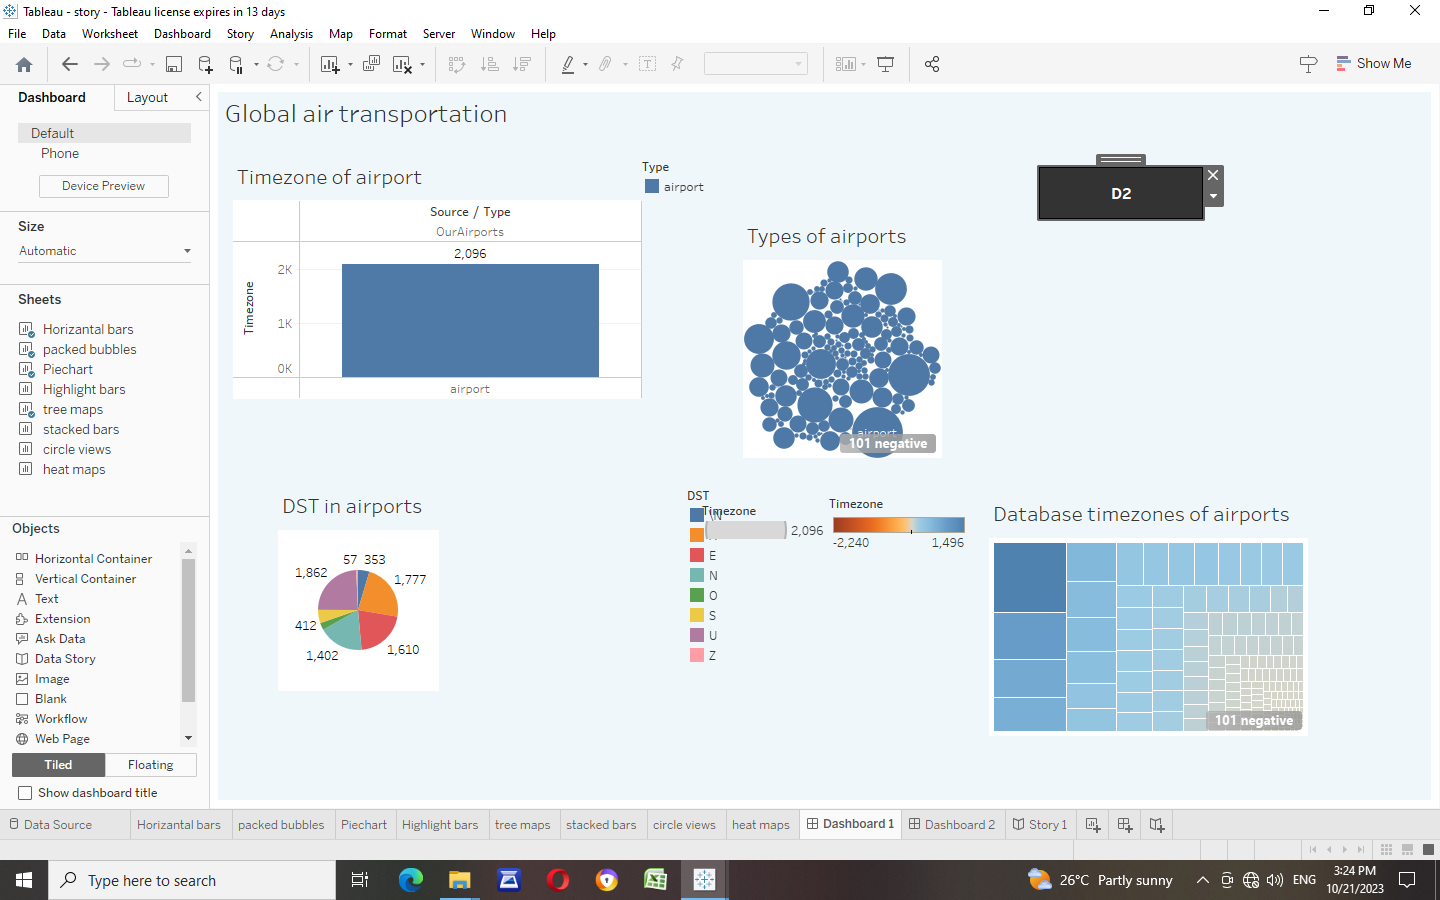 Tableau - story - Tableau license expires in 13 days
File Data Worksheet Dashboard Story Analysis Map Format Server Window Help
Show Me
Dashboard Layout
Default
Phone
Device Preview
Size
Automatic
Sheets
Horizantal bars
packed bubbles
Piechart
Highlight bars
tree maps
stacked bars
circle views
heat maps
Objects
Horizontal Container
Vertical Container
Text
Extension
Ask Data
Data Story
Image
Blank
Workflow
Web Page
Tiled Floating
Show dashboard title
Global air transportation
Timezone of airport
Source / Type
OurAirports
2,096
Timezone
2K
1K
0K
airport
Type
airport
D2
Types of airports
airport
101 negative
DST in airports
57 353
1,862
1,777
412
1,402
1,610
DST
\N
E
N
O
S
U
Z
Timezone
2,096
Timezone
-2,240 1,496
Database timezones of airports
101 negative
Data Source Horizantal bars packed bubbles Piechart Highlight bars tree maps stacked bars circle views heat maps Dashboard 1 Dashboard 2 Story 1
Type here to search
26°C Partly sunny
ENG
3:24 PM
10/21/2023